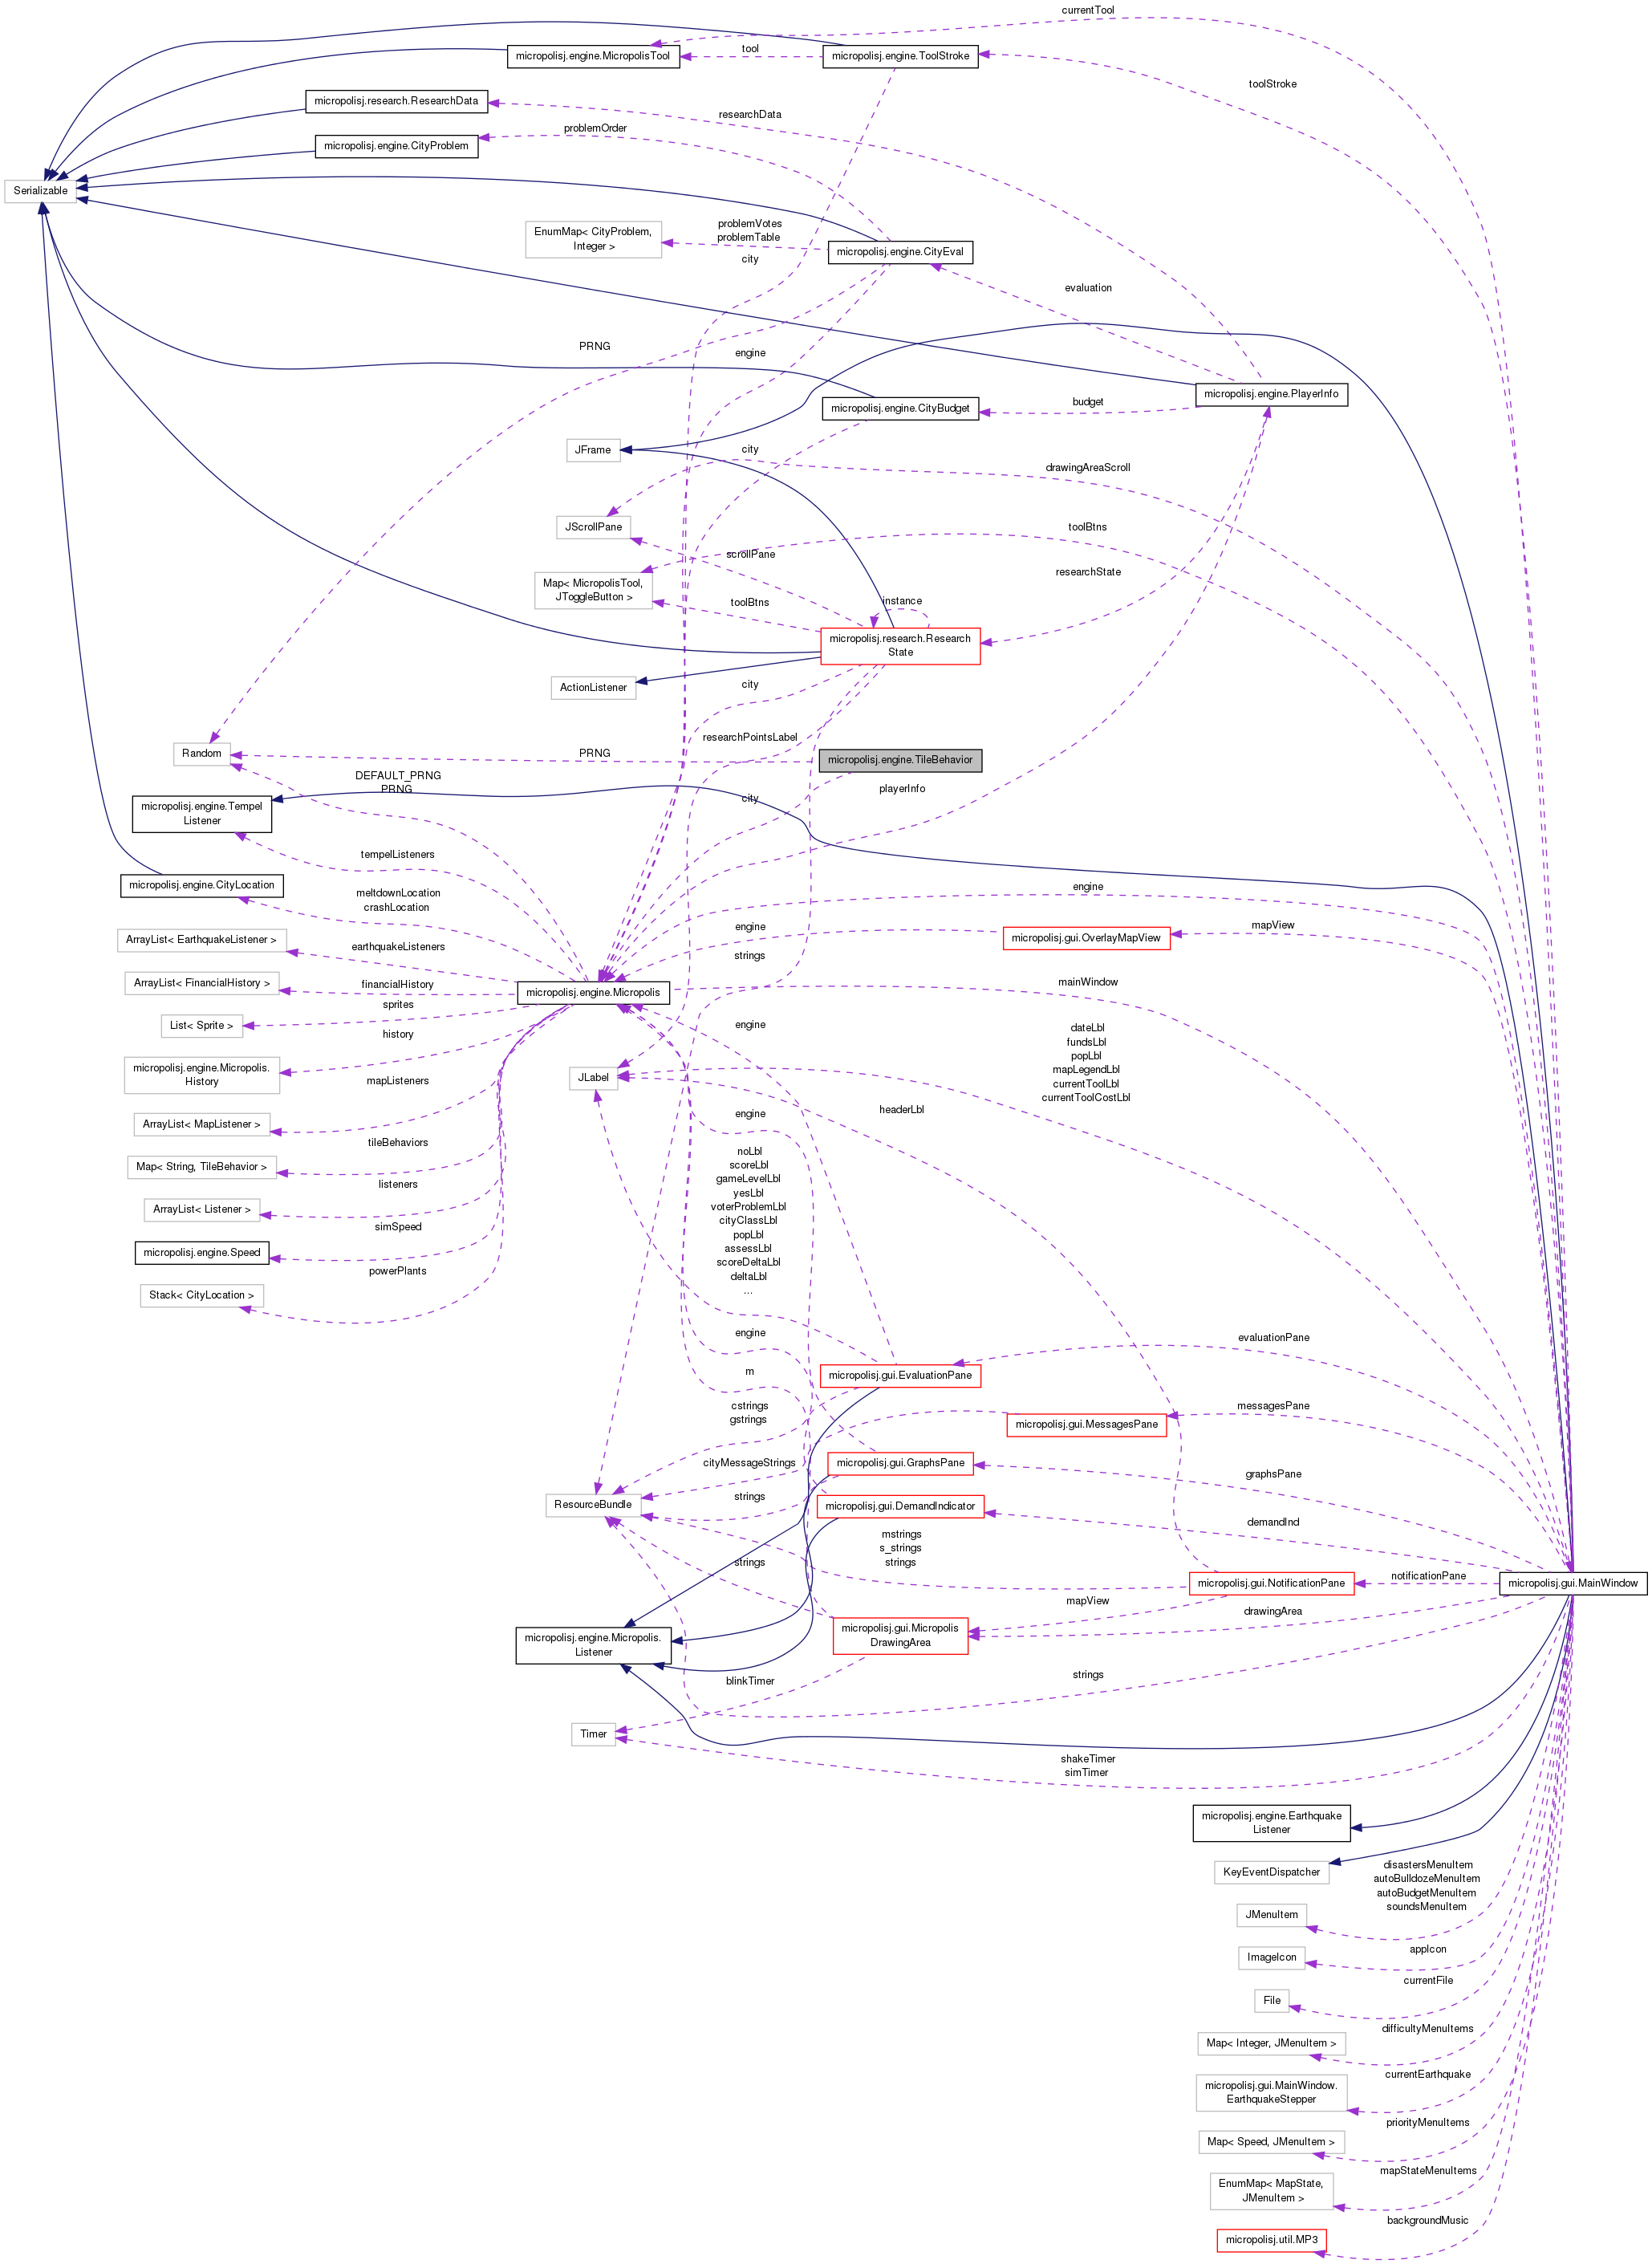 currentTool
micropolisj.engine.MicropolisTool
tool
micropolisj.engine.ToolStroke
toolStroke
micropolisj.research.ResearchData
researchData
problemOrder
micropolisj.engine.CityProblem
Serializable
EnumMap< CityProblem,
Integer >
problemVotes
problemTable
city
micropolisj.engine.CityEval
evaluation
PRNG
engine
micropolisj.engine.PlayerInfo
budget
micropolisj.engine.CityBudget
JFrame
city
drawingAreaScroll
JScrollPane
toolBtns
scrollPane
researchState
Map< MicropolisTool,
JToggleButton >
toolBtns
instance
micropolisj.research.Research
State
ActionListener
city
researchPointsLabel
Random
PRNG
micropolisj.engine.TileBehavior
DEFAULT_PRNG
PRNG
playerInfo
city
micropolisj.engine.Tempel
Listener
tempelListeners
micropolisj.engine.CityLocation
meltdownLocation
crashLocation
engine
engine
micropolisj.gui.OverlayMapView
mapView
ArrayList< EarthquakeListener >
earthquakeListeners
strings
ArrayList< FinancialHistory >
financialHistory
micropolisj.engine.Micropolis
mainWindow
sprites
List< Sprite >
history
engine
micropolisj.engine.Micropolis.
History
dateLbl
fundsLbl
popLbl
mapLegendLbl
currentToolLbl
currentToolCostLbl
mapListeners
JLabel
headerLbl
ArrayList< MapListener >
engine
tileBehaviors
Map< String, TileBehavior >
noLbl
scoreLbl
gameLevelLbl
yesLbl
voterProblemLbl
cityClassLbl
popLbl
assessLbl
scoreDeltaLbl
deltaLbl
...
listeners
ArrayList< Listener >
simSpeed
micropolisj.engine.Speed
powerPlants
Stack< CityLocation >
engine
evaluationPane
m
micropolisj.gui.EvaluationPane
cstrings
gstrings
messagesPane
micropolisj.gui.MessagesPane
cityMessageStrings
micropolisj.gui.GraphsPane
graphsPane
ResourceBundle
strings
micropolisj.gui.DemandIndicator
demandInd
mstrings
s_strings
strings
strings
micropolisj.gui.NotificationPane
notificationPane
micropolisj.gui.MainWindow
mapView
drawingArea
micropolisj.gui.Micropolis
DrawingArea
micropolisj.engine.Micropolis.
Listener
blinkTimer
strings
Timer
shakeTimer
simTimer
micropolisj.engine.Earthquake
Listener
KeyEventDispatcher
disastersMenuItem
autoBulldozeMenuItem
autoBudgetMenuItem
soundsMenuItem
JMenuItem
appIcon
ImageIcon
currentFile
File
difficultyMenuItems
Map< Integer, JMenuItem >
currentEarthquake
micropolisj.gui.MainWindow.
EarthquakeStepper
priorityMenuItems
Map< Speed, JMenuItem >
mapStateMenuItems
EnumMap< MapState,
JMenuItem >
backgroundMusic
micropolisj.util.MP3